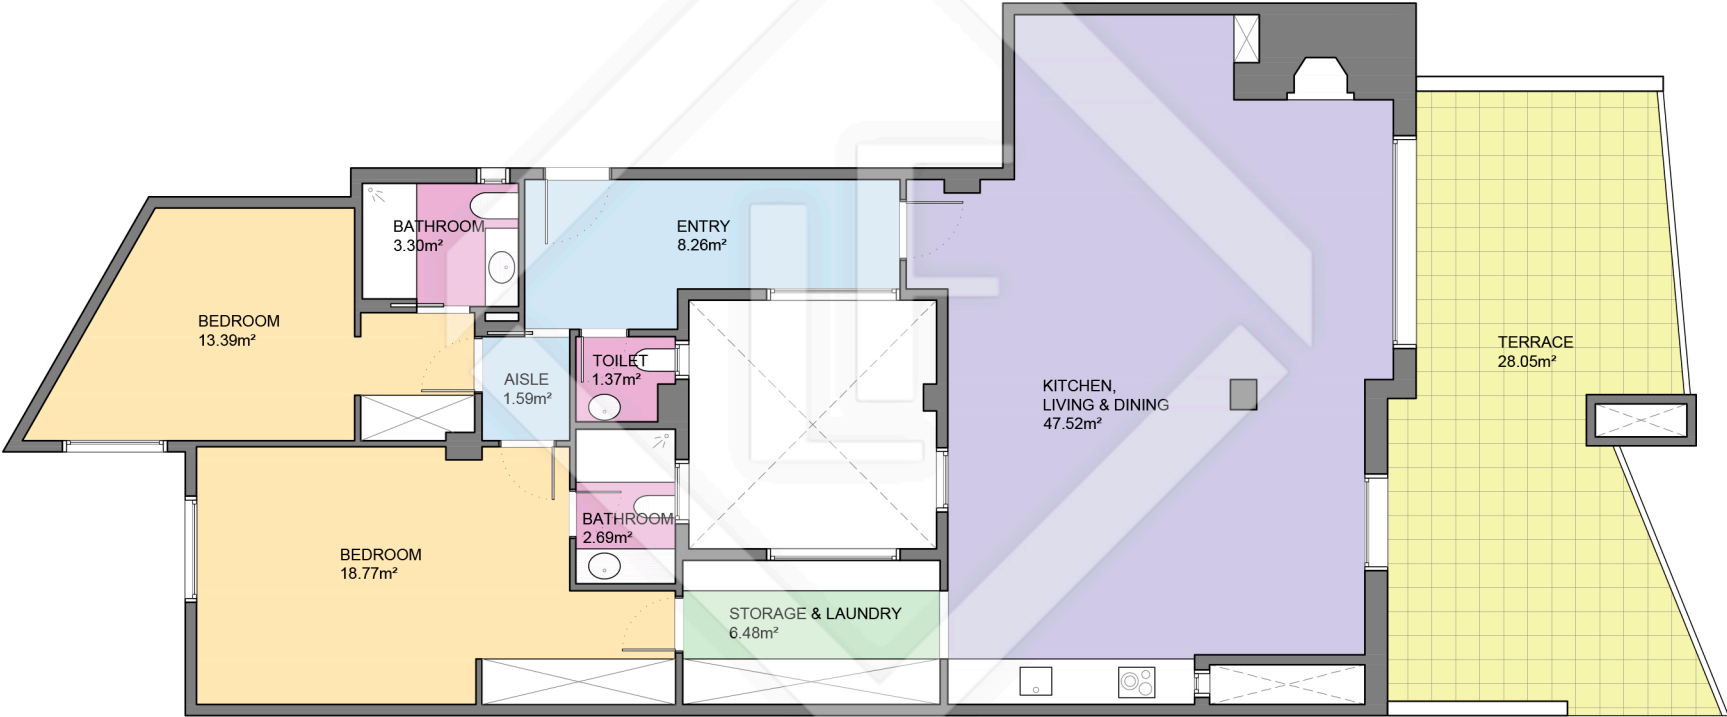 BATHROOM
3.30m²
ENTRY
8.26m²
BEDROOM
13.39m²
AISLE
1.59m²
TOILET
1.37m²
KITCHEN,
LIVING & DINING
47.52m²
TERRACE
28.05m²
BATHROOM
2.69m²
BEDROOM
18.77m²
STORAGE & LAUNDRY
6.48m²